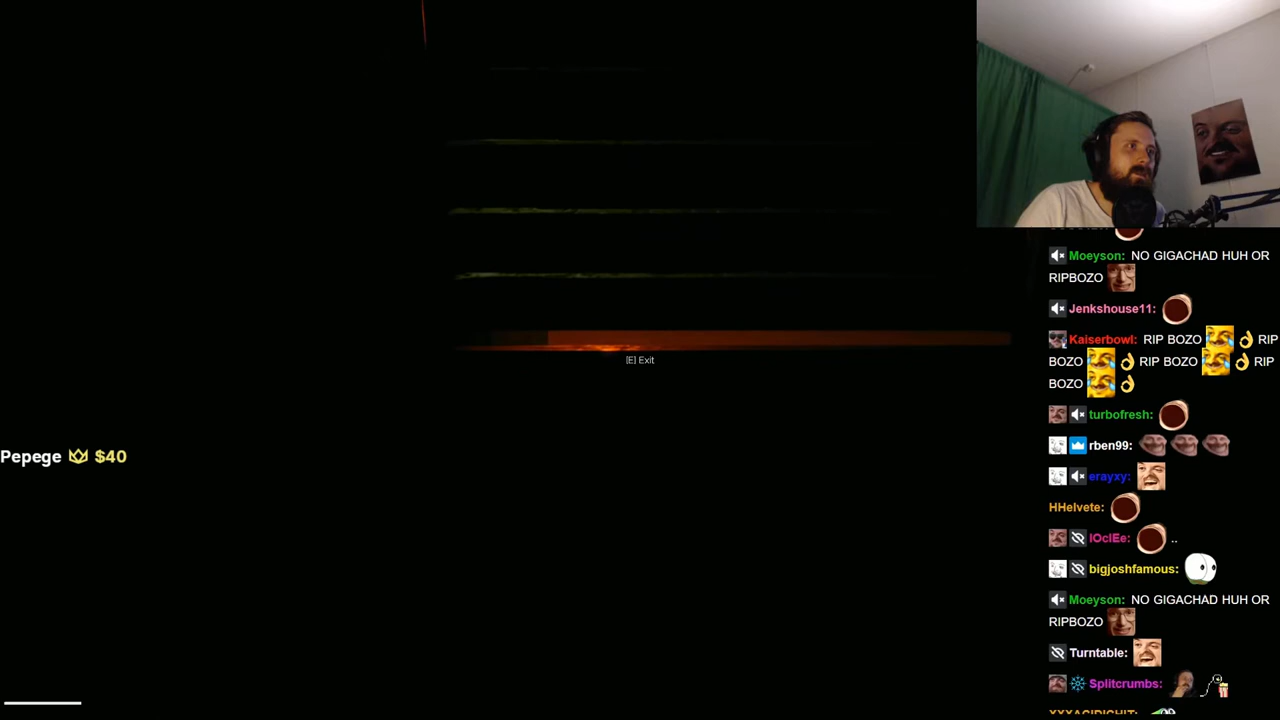 [E] Exit
Pepege $40
Moeyson: NO GIGACHAD HUH OR
RIPBOZO
Jenkshouse11:
Kaiserbowl: RIP BOZO RIP
BOZO RIP BOZO RIP
BOZO
turbofresh:
rben99:
erayxy:
HHelvete:
bigjoshfamous:
Moeyson: NO GIGACHAD HUH OR
RIPBOZO
Turntable:
Splitcrumbs: